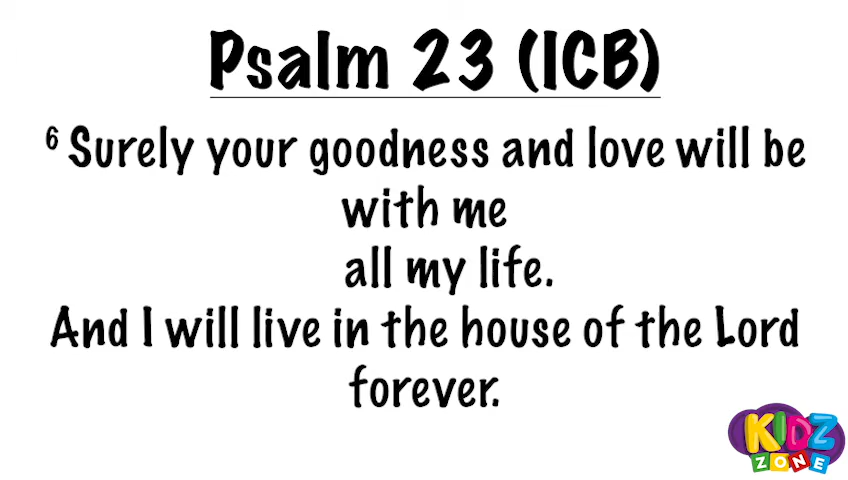 Psalm 23 (ICB)
6 Surely your goodness and love will be
with me
all my life.
And I will live in the house of the Lord
forever.
KIDZ
ZONE